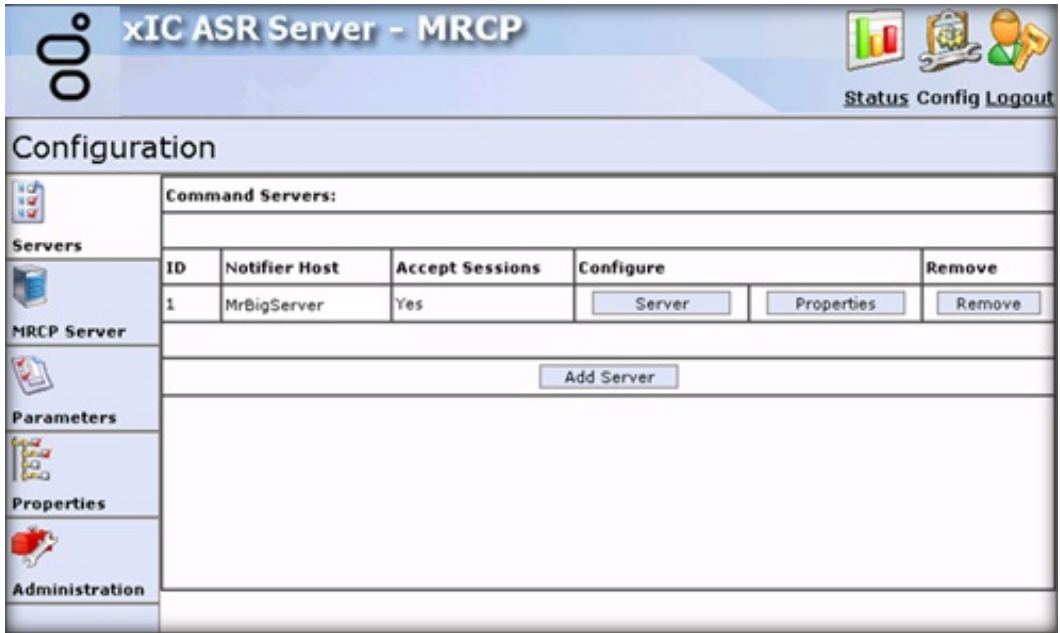 xIC ASR Server - MRCP
Status Config Logout
Configuration
Servers
MRCP Server
Parameters
Properties
Administration
Command Servers:
ID Notifier Host Accept Sessions Configure Remove
1 MrBigServer Yes Server Properties Remove
Add Server